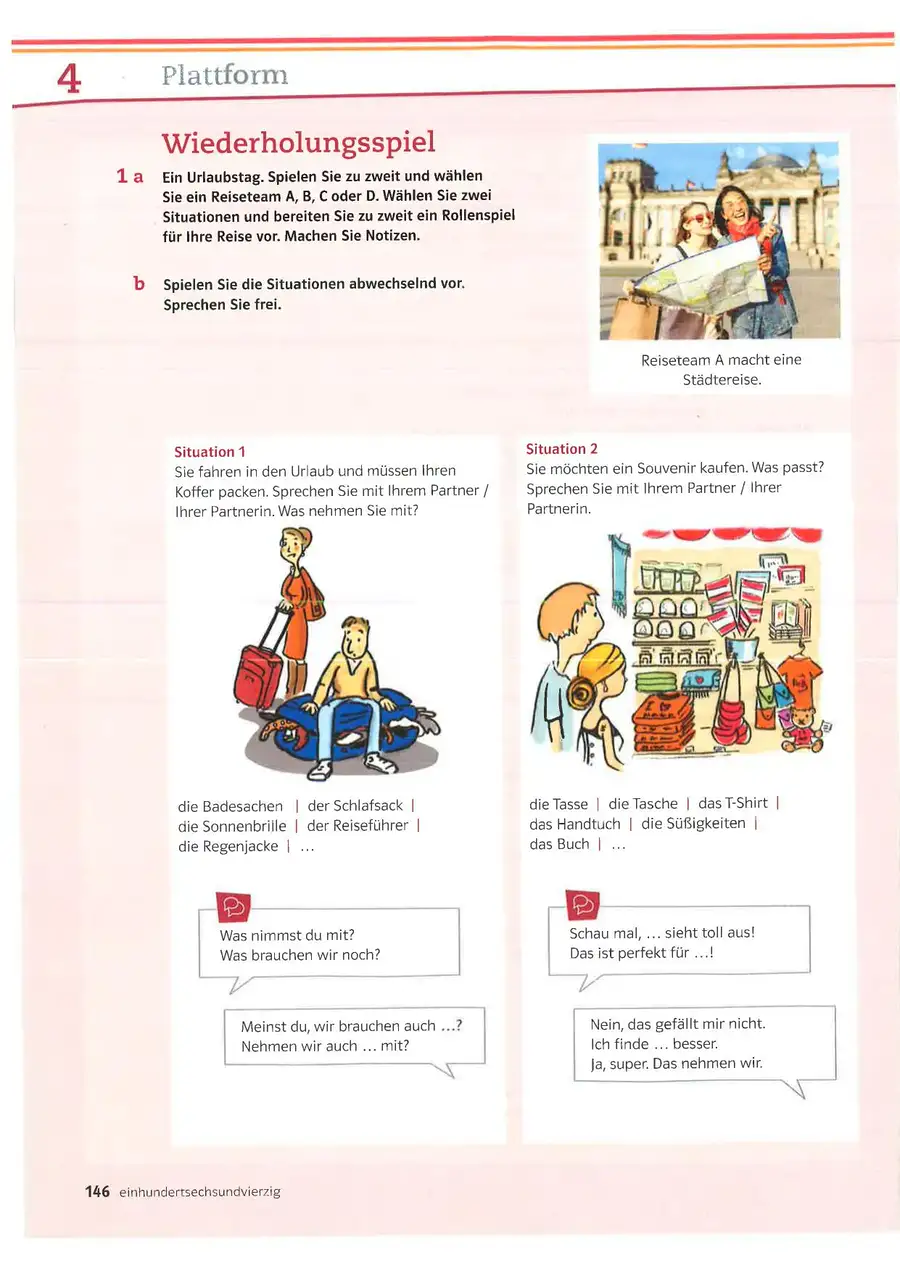 4 Plattform
Wiederholungsspiel
1 a Ein Urlaubstag. Spielen Sie zu zweit und wählen
Sie ein Reiseteam A, B, C oder D. Wählen Sie zwei
Situationen und bereiten Sie zu zweit ein Rollenspiel
für Ihre Reise vor. Machen Sie Notizen.
b Spielen Sie die Situationen abwechselnd vor.
Sprechen Sie frei.
Reiseteam A macht eine
Städtereise.
Situation 1
Sie fahren in den Urlaub und müssen Ihren
Koffer packen. Sprechen Sie mit Ihrem Partner /
Ihrer Partnerin. Was nehmen Sie mit?
die Badesachen | der Schlafsack |
die Sonnenbrille | der Reiseführer |
die Regenjacke | ...
Was nimmst du mit?
Was brauchen wir noch?
Meinst du, wir brauchen auch ...?
Nehmen wir auch ... mit?
Situation 2
Sie möchten ein Souvenir kaufen. Was passt?
Sprechen Sie mit Ihrem Partner / Ihrer
Partnerin.
die Tasse | die Tasche | das T-Shirt |
das Handtuch | die Süßigkeiten |
das Buch | ...
Schau mal, ... sieht toll aus!
Das ist perfekt für ...!
Nein, das gefällt mir nicht.
Ich finde ... besser.
Ja, super. Das nehmen wir.
146 einhundertsechsundvierzig